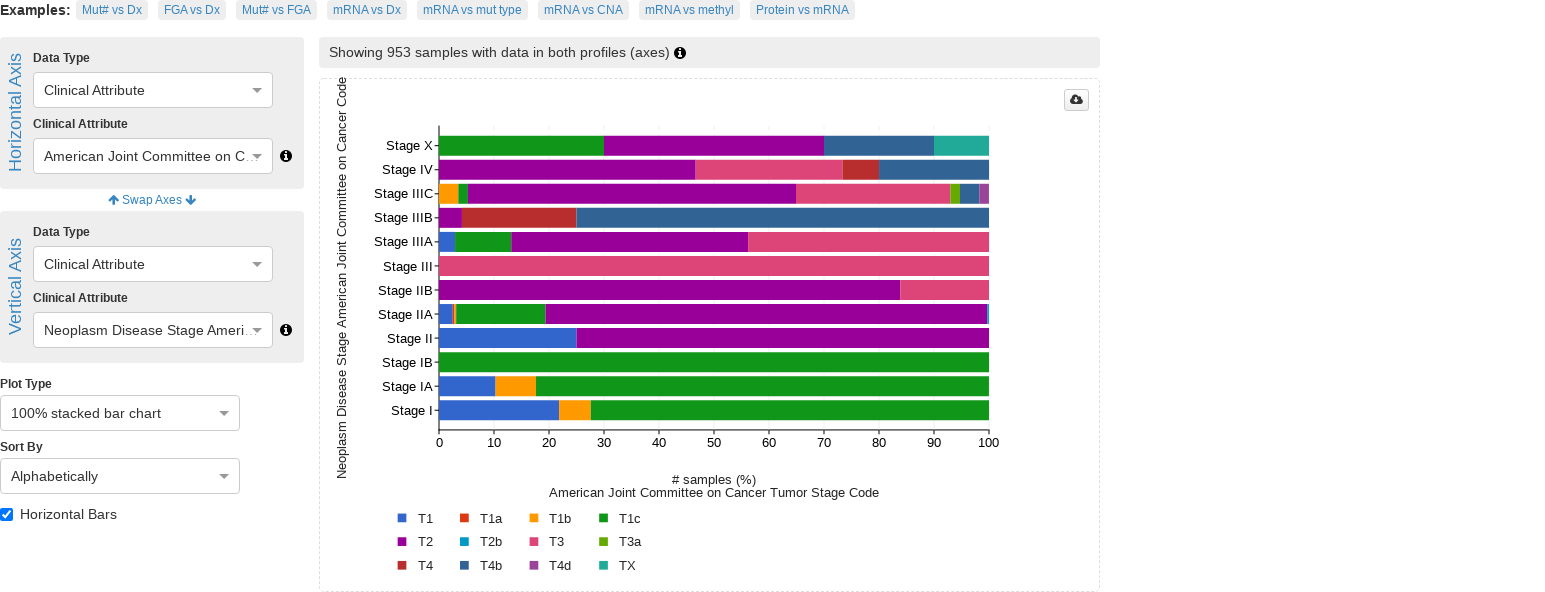 Examples: Mut# vs Dx FGA vs Dx Mut# vs FGA mRNA vs Dx mRNA vs mut type mRNA vs CNA mRNA vs methyl Protein vs mRNA
Horizontal Axis
Data Type
Clinical Attribute
Clinical Attribute
American Joint Committee on C...
Swap Axes
Vertical Axis
Data Type
Clinical Attribute
Clinical Attribute
Neoplasm Disease Stage Ameri...
Plot Type
100% stacked bar chart
Sort By
Alphabetically
Horizontal Bars
Showing 953 samples with data in both profiles (axes)
Neoplasm Disease Stage American Joint Committee on Cancer Code
Stage X
Stage IV
Stage IIIC
Stage IIIB
Stage IIIA
Stage III
Stage IIB
Stage IIA
Stage II
Stage IB
Stage IA
Stage I
0 10 20 30 40 50 60 70 80 90 100
# samples (%)
American Joint Committee on Cancer Tumor Stage Code
T1 T1a T1b T1c
T2 T2b T3 T3a
T4 T4b T4d TX